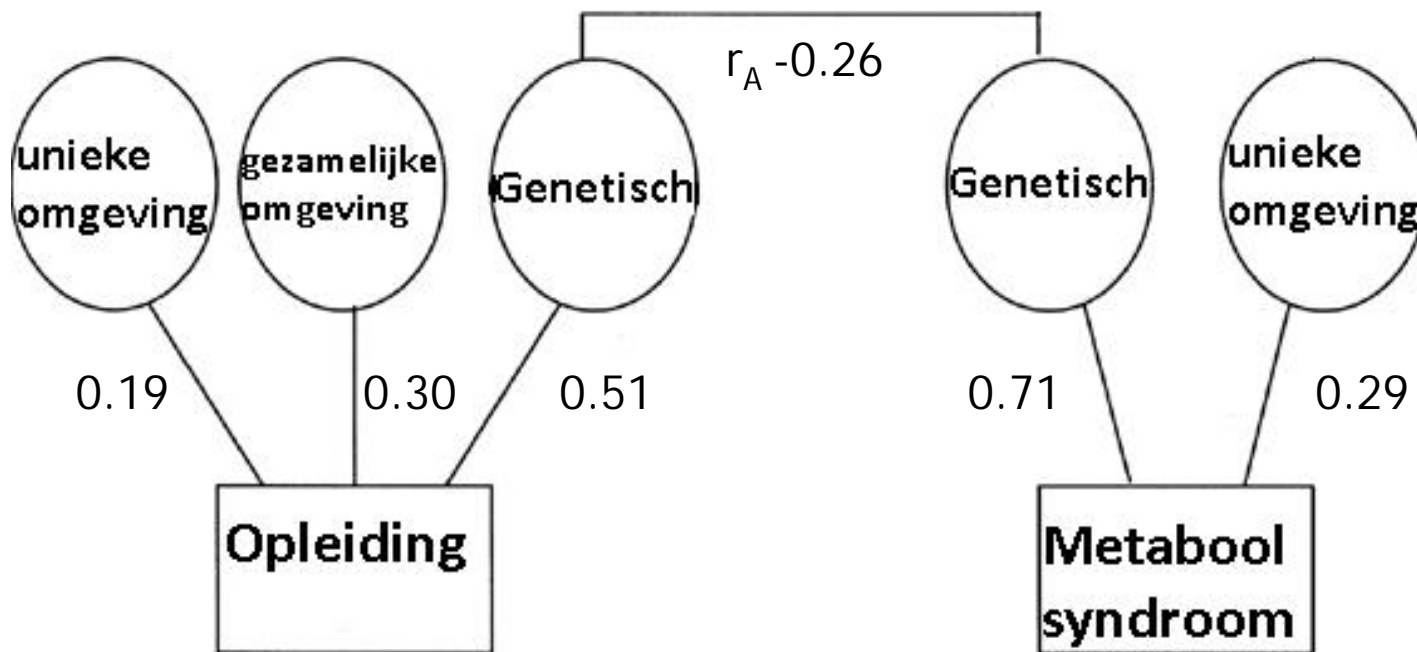 r_A -0.26
unieke
omgeving
gezamelijke
omgeving
Genetisch
Genetisch
unieke
omgeving
0.19
0.30
0.51
0.71
0.29
Opleiding
Metabool
syndroom